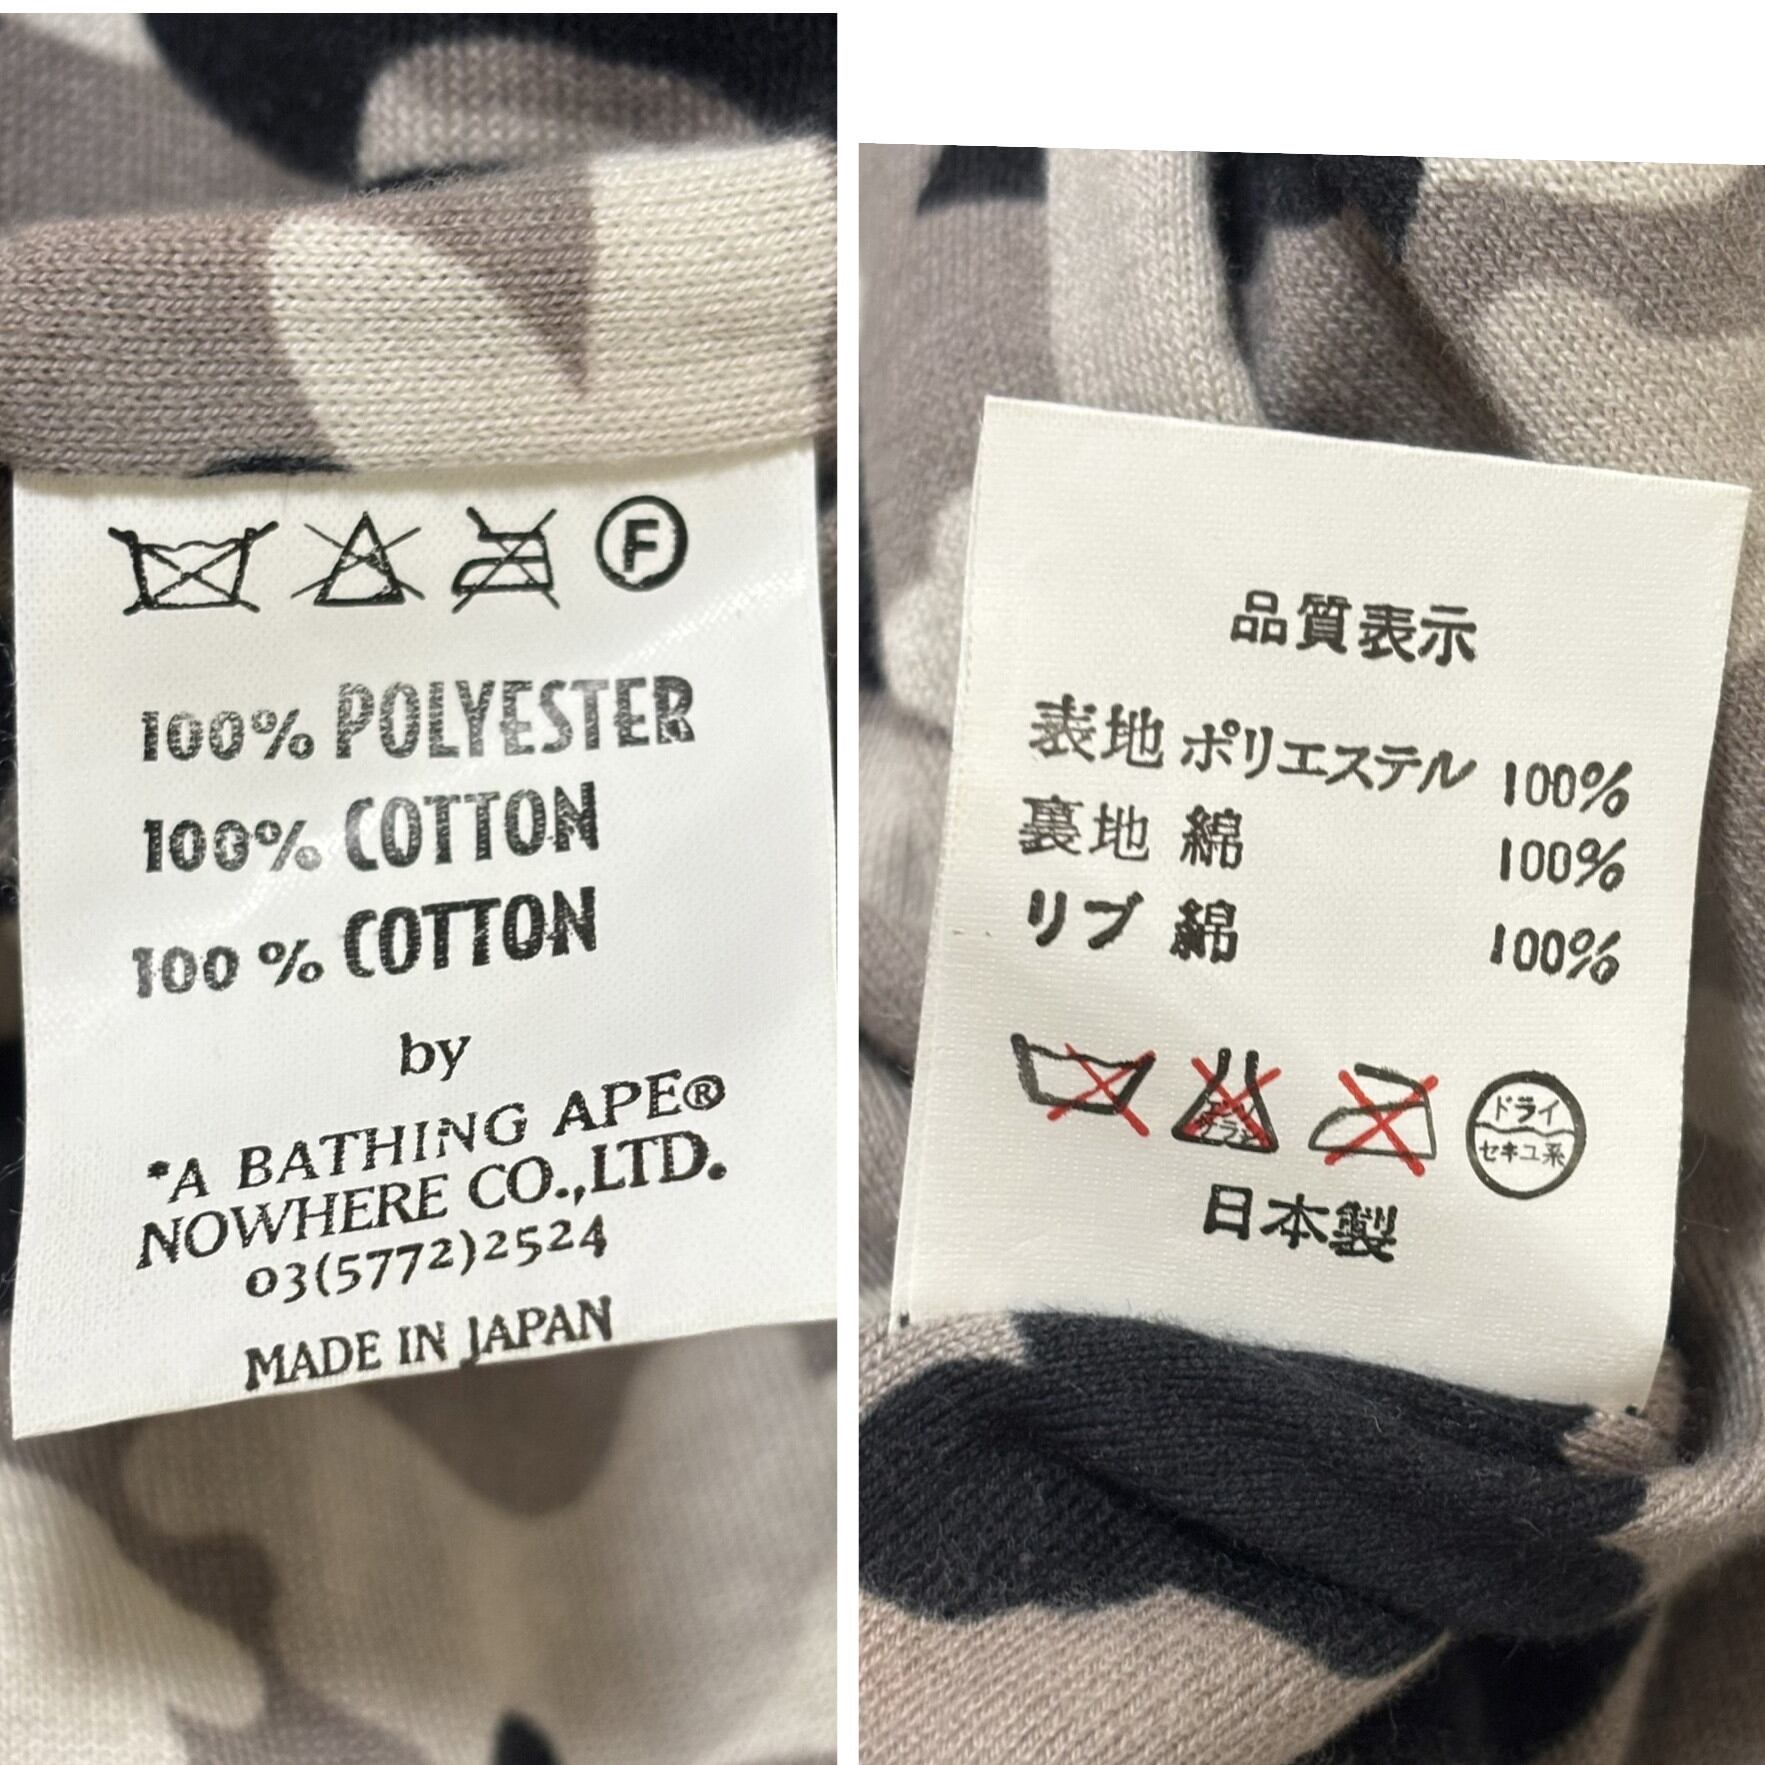 F
100% POLYESTER
100% COTTON
100 % COTTON
by
*A BATHING APE®
NOWHERE CO.,LTD.
03(5772)2524
MADE IN JAPAN
品質表示
表地 ポリエステル 100%
裏地 綿 100%
リブ 綿 100%
ドライ
セキユ系
日本製